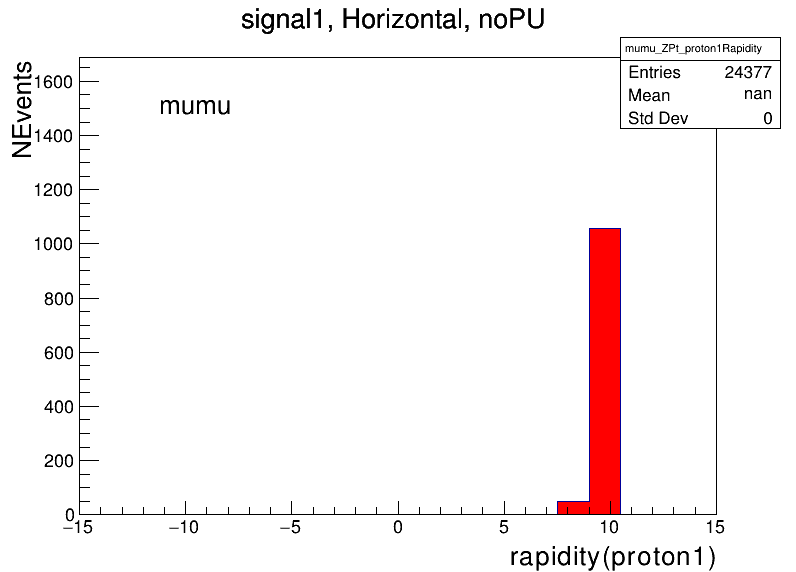 signal1, Horizontal, noPU
mumu_ZPt_proton1Rapidity
Entries 24377
Mean nan
Std Dev 0
NEvents
mumu
1600
1400
1200
1000
800
600
400
200
0
−15 −10 −5 0 5 10 15
rapidity(proton1)